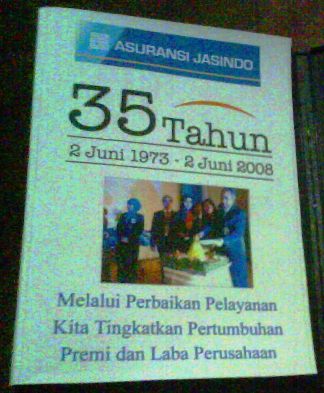 ASURANSI JASINDO
35 Tahun
2 Juni 1973 - 2 Juni 2008
Melalui Perbaikan Pelayanan
Kita Tingkatkan Pertumbuhan
Premi dan Laba Perusahaan